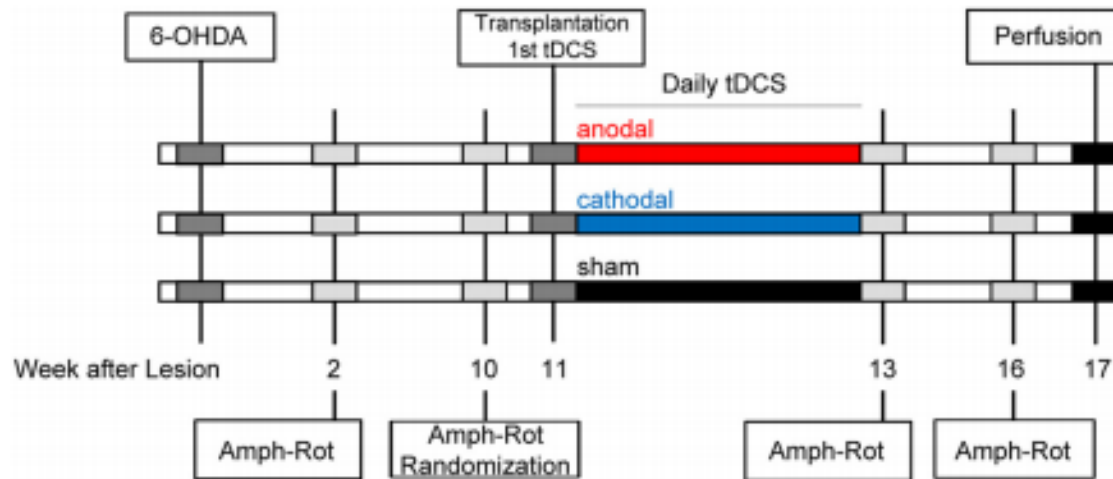 6-OHDA
Transplantation
1st tDCS
Perfusion
Daily tDCS
anodal
cathodal
sham
Week after Lesion 2 10 11 13 16 17
Amph-Rot
Amph-Rot
Randomization
Amph-Rot
Amph-Rot